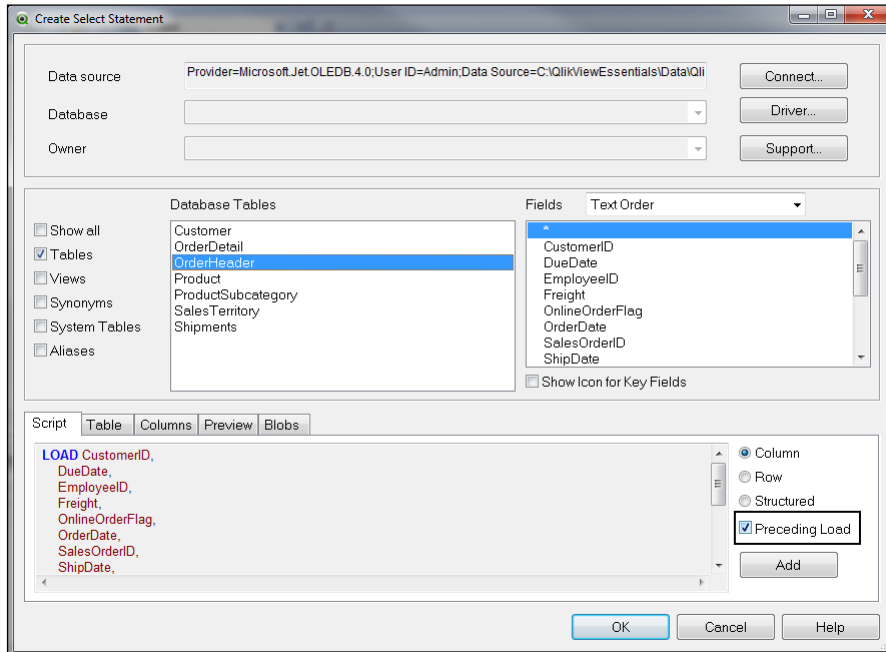 Create Select Statement
Data source
Provider=Microsoft.Jet.OLEDB.4.0;User ID=Admin;Data Source=C:\QlikViewEssentials\Data\Qli
Connect...
Database
Driver...
Owner
Support...
Database Tables
Fields
Text Order
Show all
Tables
Views
Synonyms
System Tables
Aliases
Customer
OrderDetail
OrderHeader
Product
ProductSubcategory
SalesTerritory
Shipments
*
CustomerID
DueDate
EmployeeID
Freight
OnlineOrderFlag
OrderDate
SalesOrderID
ShipDate
Show Icon for Key Fields
Script
Table
Columns
Preview
Blobs
LOAD CustomerID,
DueDate,
EmployeeID,
Freight,
OnlineOrderFlag,
OrderDate,
SalesOrderID,
ShipDate,
Column
Row
Structured
Preceding Load
Add
OK
Cancel
Help